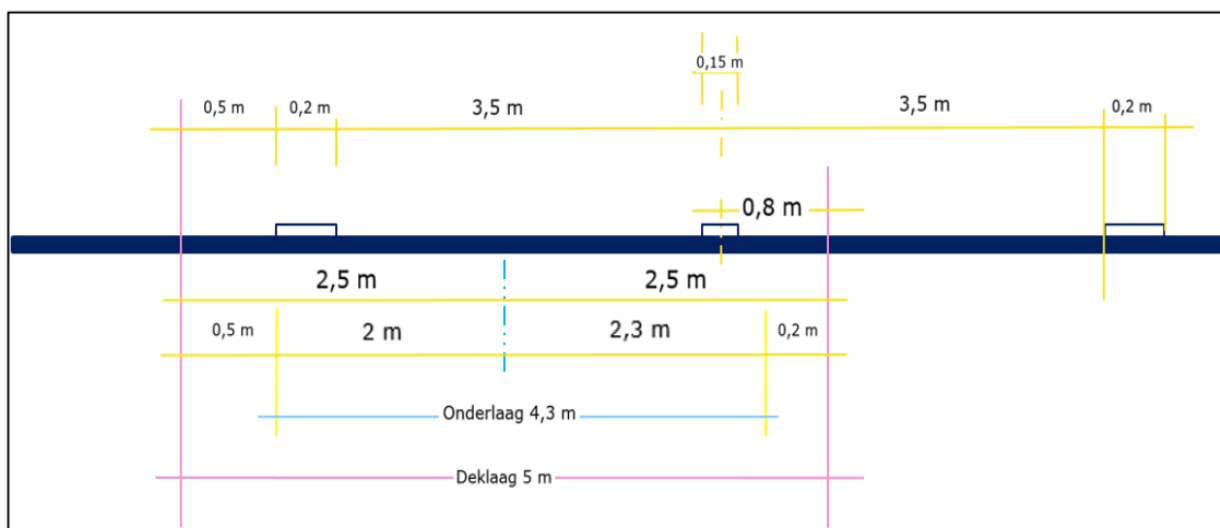 0,15 m
0,5 m 0,2 m 3,5 m 3,5 m 0,2 m
0,8 m
2,5 m 2,5 m
0,5 m 2 m 2,3 m 0,2 m
Onderlaag 4,3 m
Deklaag 5 m